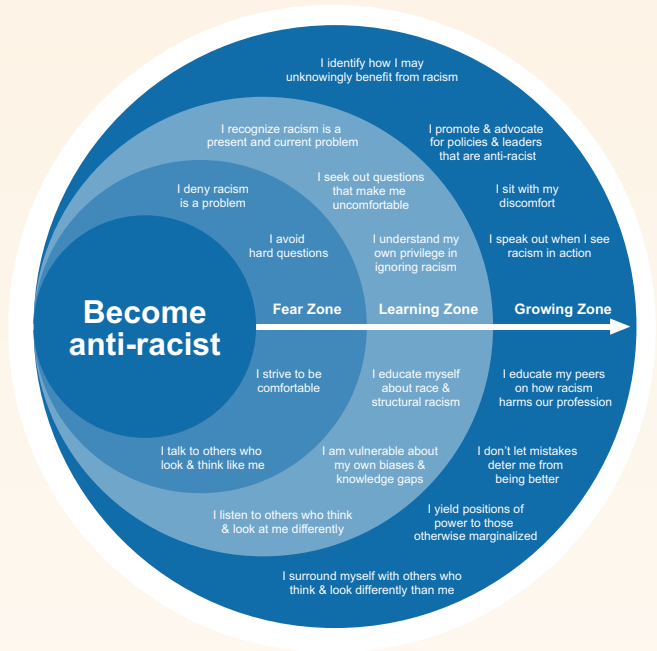 I identify how I may
unknowingly benefit from racism
I recognize racism is a
present and current problem
I promote & advocate
for policies & leaders
that are anti-racist
I deny racism
is a problem
I seek out questions
that make me
uncomfortable
I sit with my
discomfort
I avoid
hard questions
I understand my
own privilege in
ignoring racism
I speak out when I see
racism in action
Become
anti-racist
Fear Zone
Learning Zone
Growing Zone
I strive to be
comfortable
I educate myself
about race &
structural racism
I educate my peers
on how racism
harms our profession
I talk to others who
look & think like me
I am vulnerable about
my own biases &
knowledge gaps
I don’t let mistakes
deter me from
being better
I listen to others who think
& look at me differently
I yield positions of
power to those
otherwise marginalized
I surround myself with others who
think & look differently than me